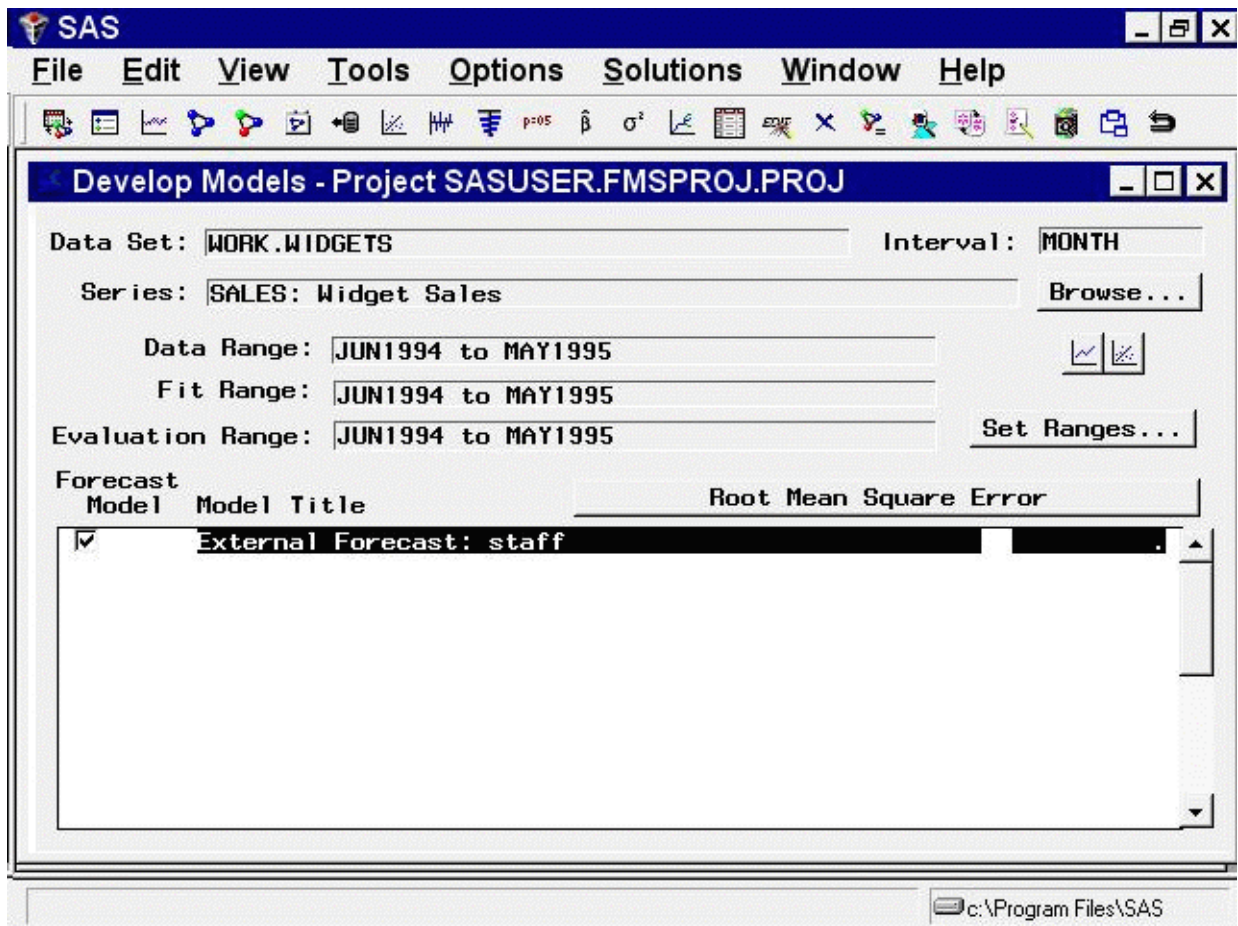 SAS
File Edit View Tools Options Solutions Window Help
p=05 β̂ σ² EDIT
Develop Models - Project SASUSER.FMSPROJ.PROJ
Data Set: WORK.WIDGETS Interval: MONTH
Series: SALES: Widget Sales Browse...
Data Range: JUN1994 to MAY1995
Fit Range: JUN1994 to MAY1995
Evaluation Range: JUN1994 to MAY1995 Set Ranges...
Forecast
Model Model Title Root Mean Square Error
External Forecast: staff .
c:\Program Files\SAS